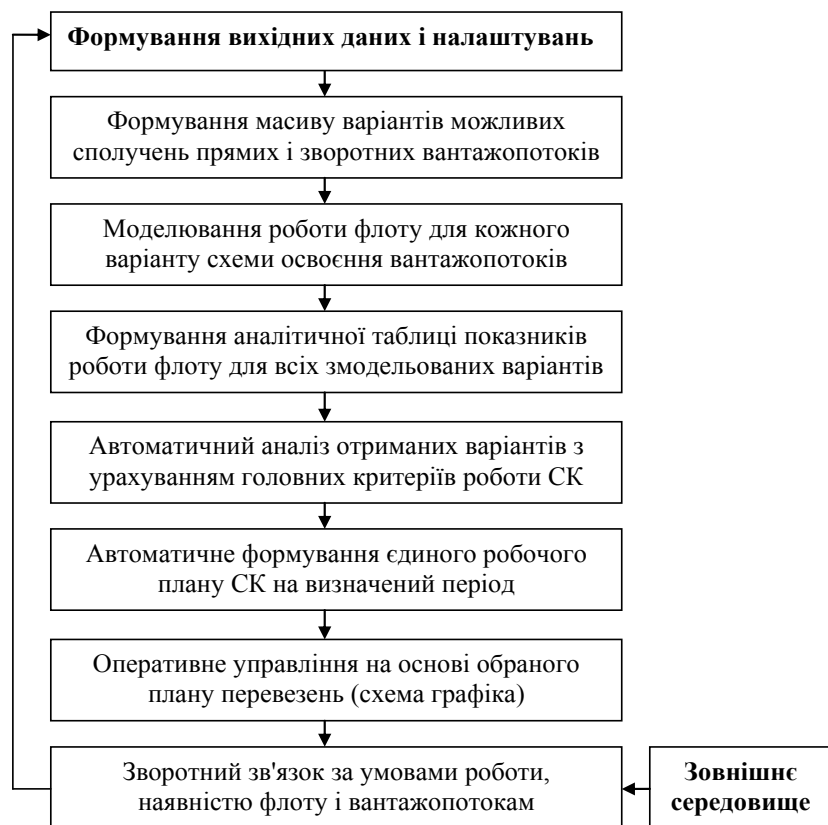 Формування вихідних даних і налаштувань
Формування масиву варіантів можливих
сполучень прямих і зворотних вантажопотоків
Моделювання роботи флоту для кожного
варіанту схеми освоєння вантажопотоків
Формування аналітичної таблиці показників
роботи флоту для всіх змодельованих варіантів
Автоматичний аналіз отриманих варіантів з
урахуванням головних критеріїв роботи СК
Автоматичне формування єдиного робочого
плану СК на визначений період
Оперативне управління на основі обраного
плану перевезень (схема графіка)
Зворотний зв'язок за умовами роботи,
наявністю флоту і вантажопотокам
Зовнішнє
середовище